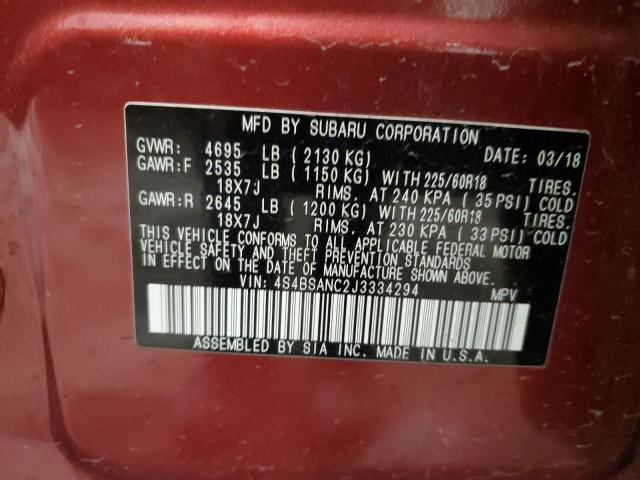 MFD BY SUBARU CORPORATION
GVWR: 4695 LB ( 2130 KG) DATE: 03/18
GAWR:F 2535 LB ( 1150 KG) WITH 225/60R18 TIRES.
18X7J RIMS, AT 240 KPA ( 35 PSI) COLD
GAWR:R 2645 LB ( 1200 KG) WITH 225/60R18 TIRES.
18X7J RIMS, AT 230 KPA ( 33 PSI) COLD
THIS VEHICLE CONFORMS TO ALL APPLICABLE FEDERAL MOTOR
VEHICLE SAFETY AND THEFT PREVENTION STANDARDS
IN EFFECT ON THE DATE OF MANUFACTURE SHOWN ABOVE.
VIN: 4S4BSANC2J3334294 MPV
ASSEMBLED BY SIA INC. MADE IN U.S.A.